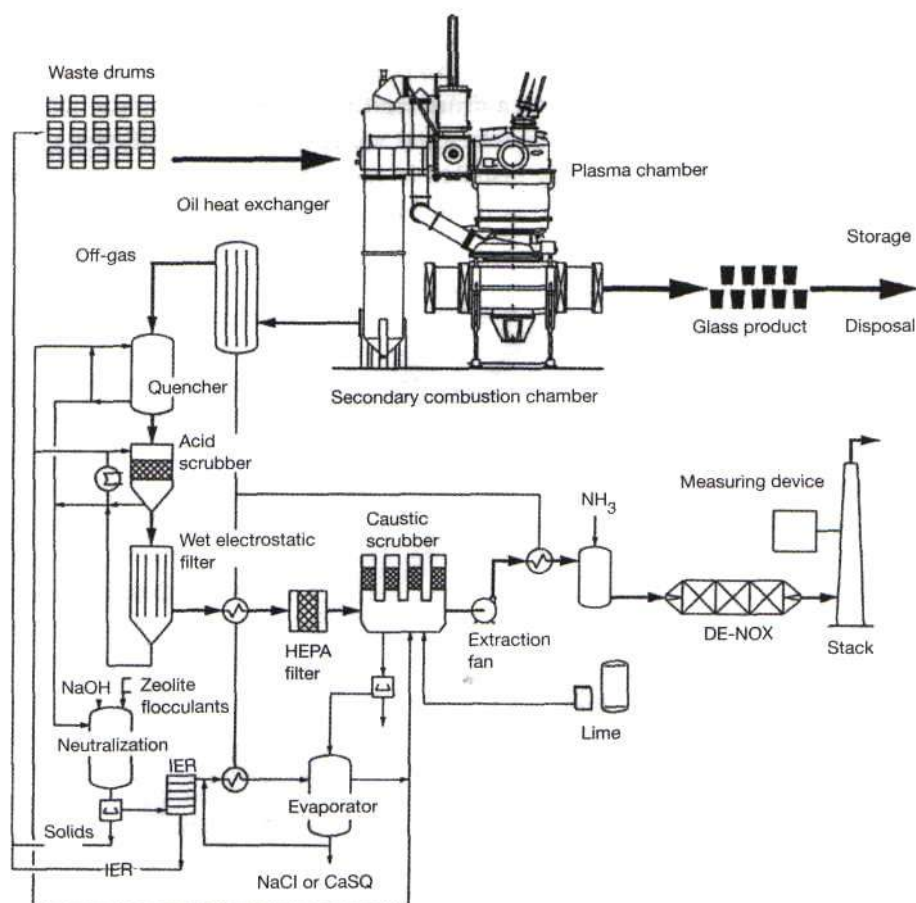 Waste drums
Plasma chamber
Oil heat exchanger
Off-gas
Storage
Glass product
Disposal
Quencher
Secondary combustion chamber
Acid
scrubber
Measuring device
NH3
Caustic
scrubber
Wet electrostatic
filter
HEPA
filter
Extraction
fan
DE-NOX
Stack
NaOH
Zeolite
flocculants
Lime
Neutralization
IER
Evaporator
Solids
IER
NaCl or CaSQ